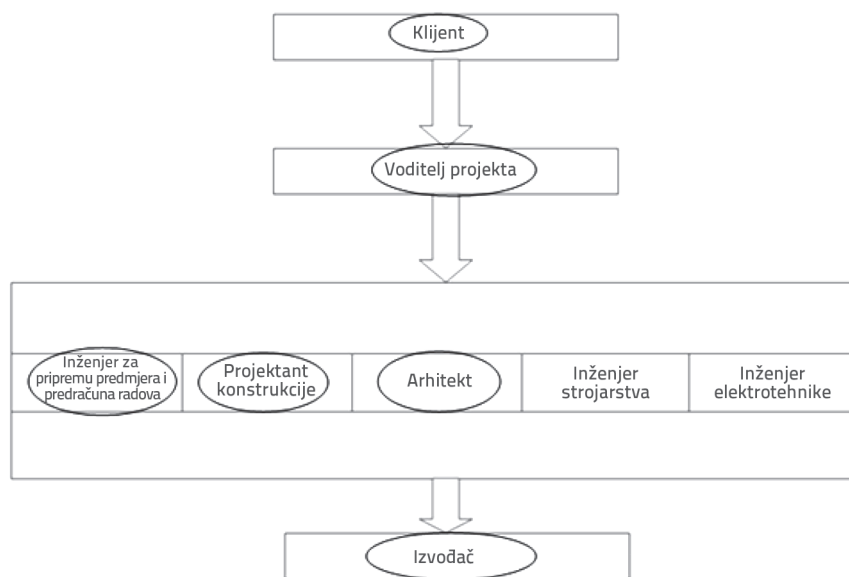 Klijent
Voditelj projekta
Inženjer za
pripremu predmjera i
predračuna radova
Projektant
konstrukcije
Arhitekt
Inženjer
strojarstva
Inženjer
elektrotehnike
Izvođač